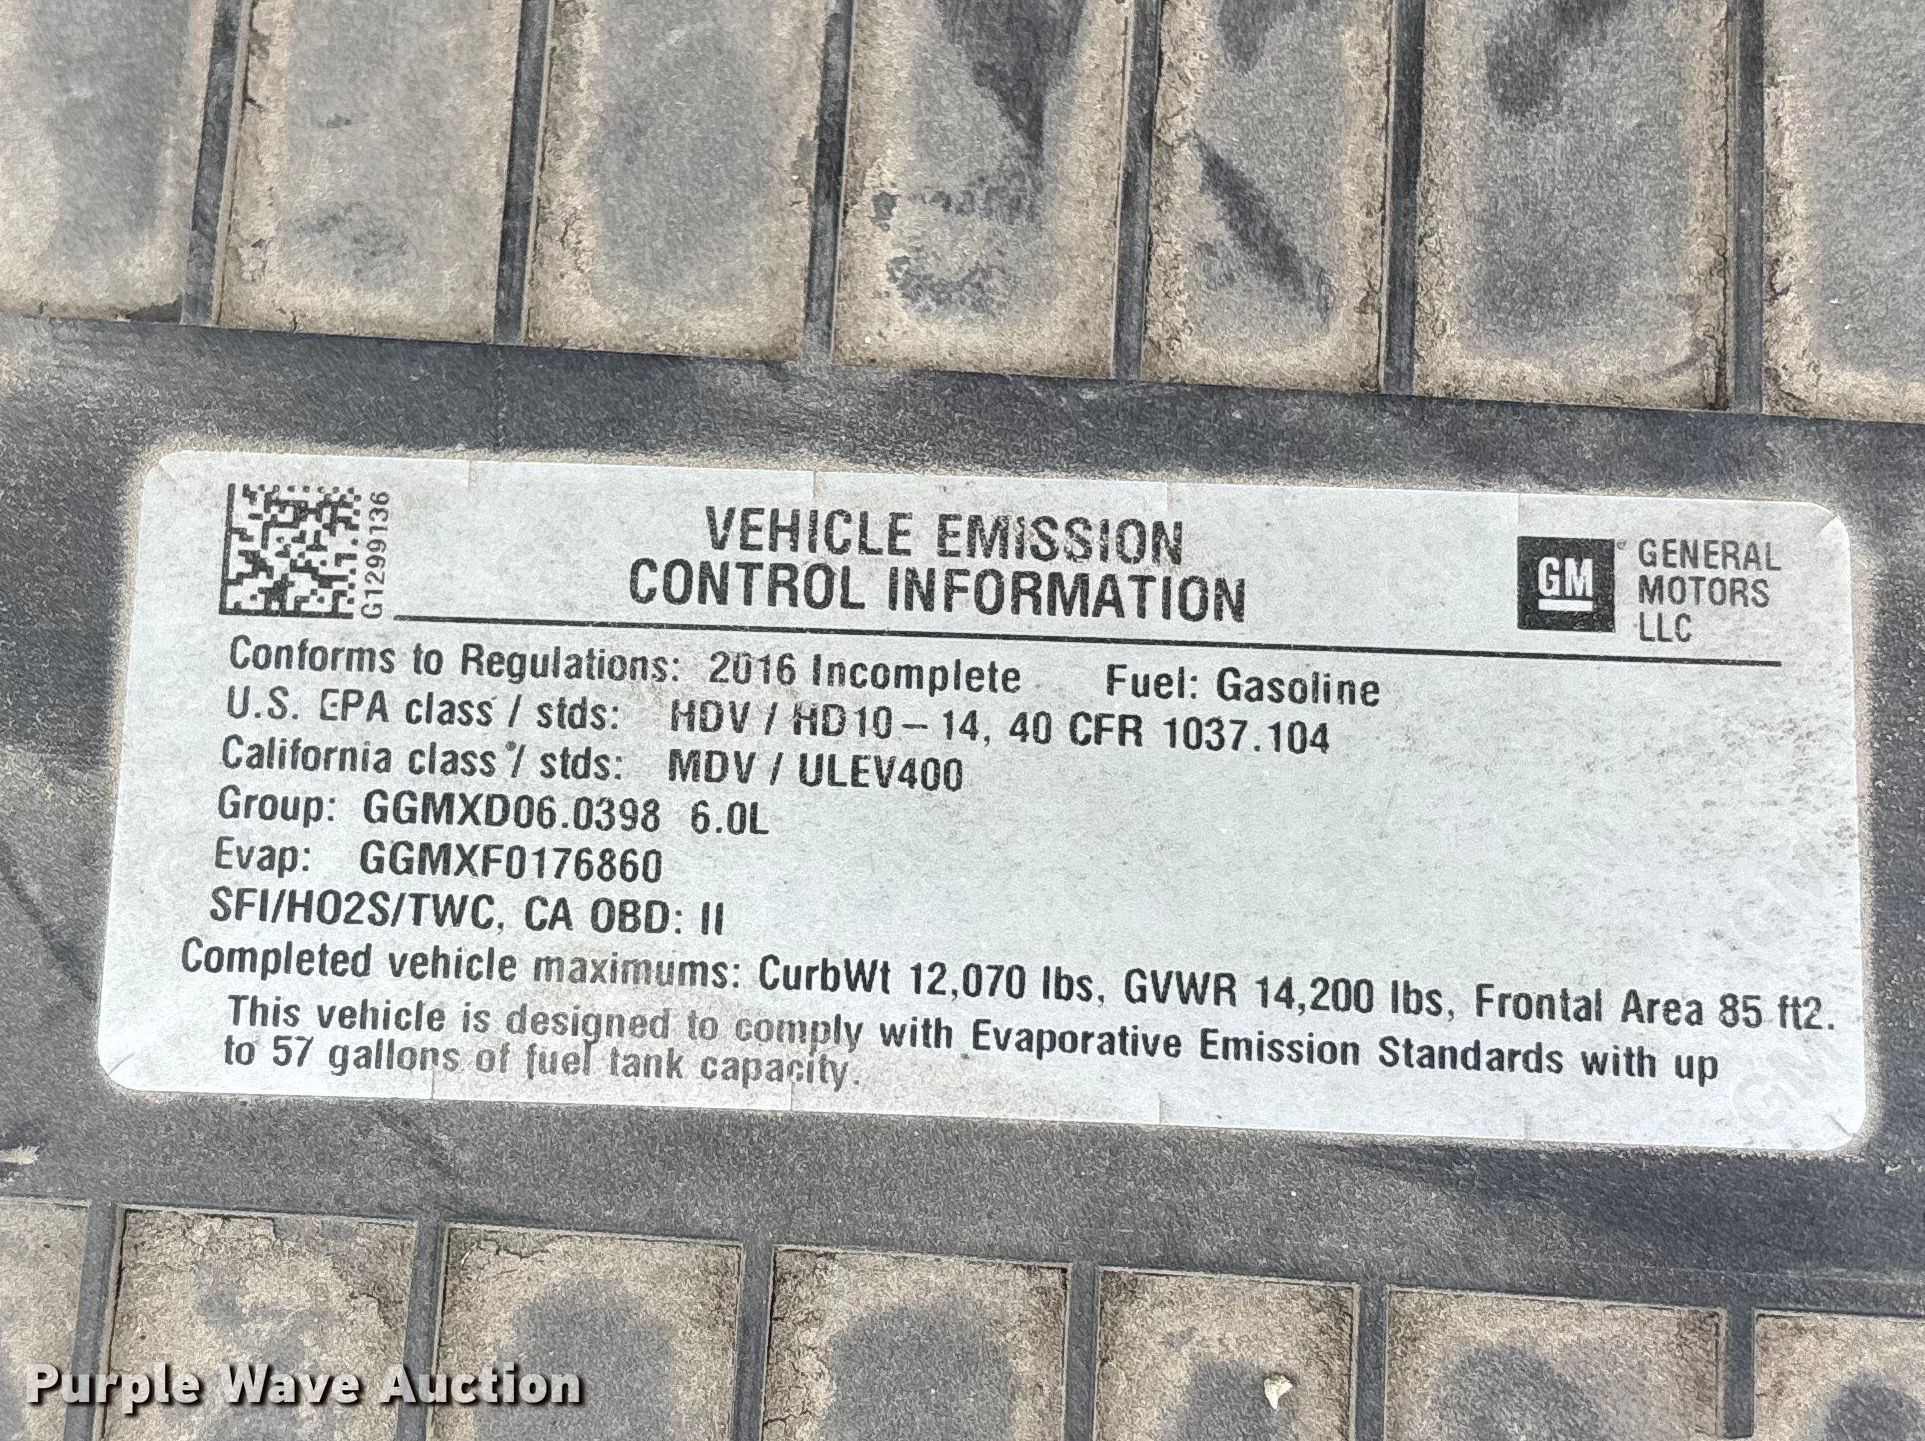 G1299136
VEHICLE EMISSION
CONTROL INFORMATION
GM
GENERAL
MOTORS
LLC
Conforms to Regulations: 2016 Incomplete Fuel: Gasoline
U.S. EPA class / stds: HDV / HD10 – 14, 40 CFR 1037.104
California class / stds: MDV / ULEV400
Group: GGMXD06.0398 6.0L
Evap: GGMXF0176860
SFI/HO2S/TWC, CA OBD: II
Completed vehicle maximums: CurbWt 12,070 lbs, GVWR 14,200 lbs, Frontal Area 85 ft2.
This vehicle is designed to comply with Evaporative Emission Standards with up
to 57 gallons of fuel tank capacity.
Purple Wave Auction